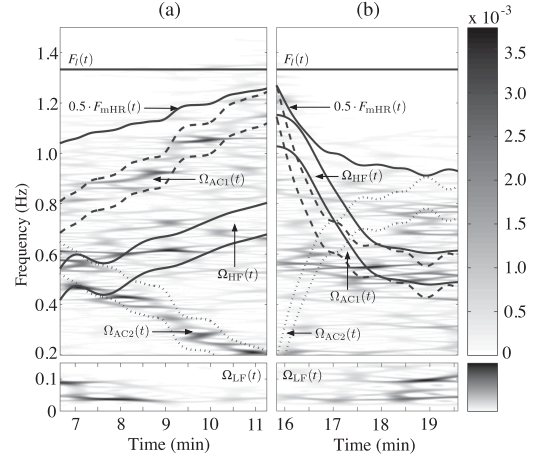 (a)
(b)
x 10⁻³
1.4
1.2
1.0
0.8
0.6
0.4
0.2
Frequency (Hz)
F_l(t)
0.5·F_mHR(t)
Ω_AC1(t)
Ω_HF(t)
Ω_AC2(t)
F_l(t)
0.5·F_mHR(t)
Ω_HF(t)
Ω_AC1(t)
Ω_AC2(t)
3.5
3.0
2.5
2.0
1.5
1.0
0.5
0
0.1
0
Ω_LF(t)
Ω_LF(t)
7 8 9 10 11
16 17 18 19
Time (min)
Time (min)